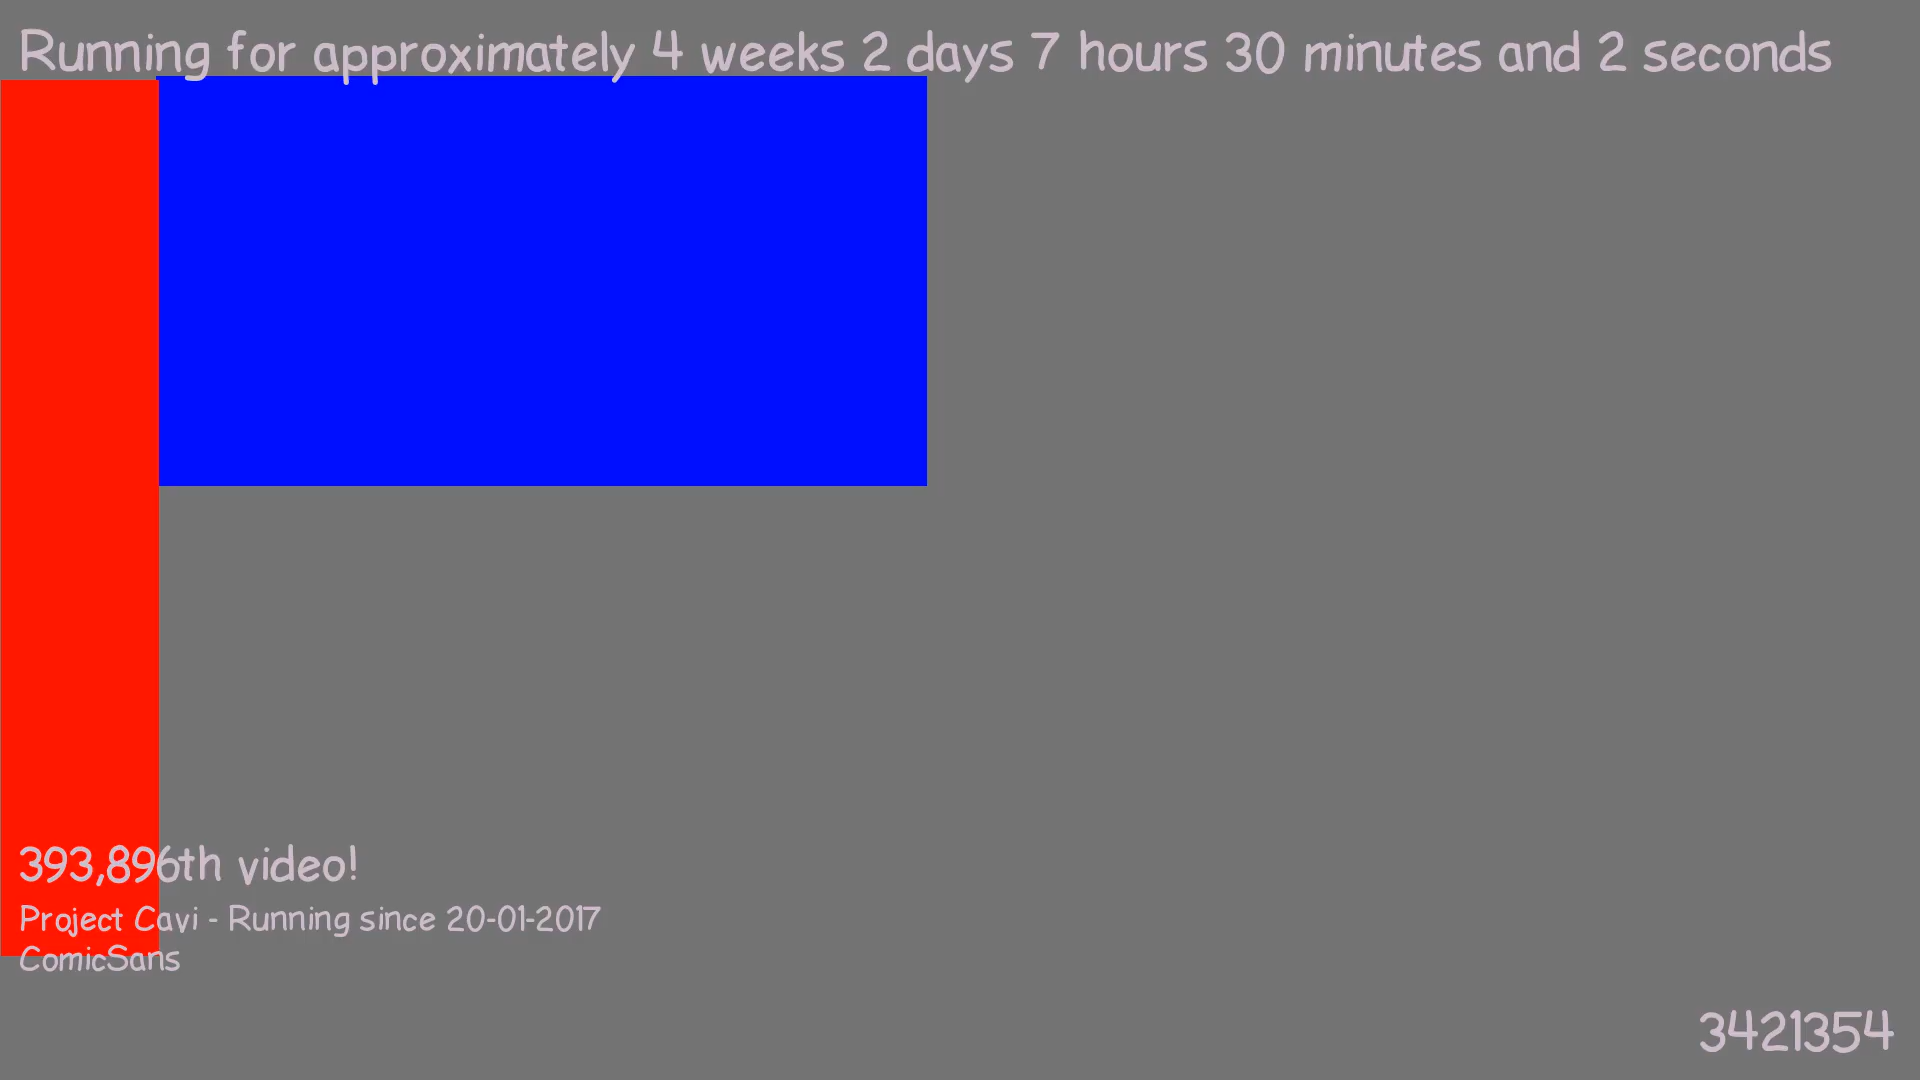 Running for approximately 4 weeks 2 days 7 hours 30 minutes and 2 seconds
393,896th video!
Project Cavi - Running since 20-01-2017
ComicSans
3421354